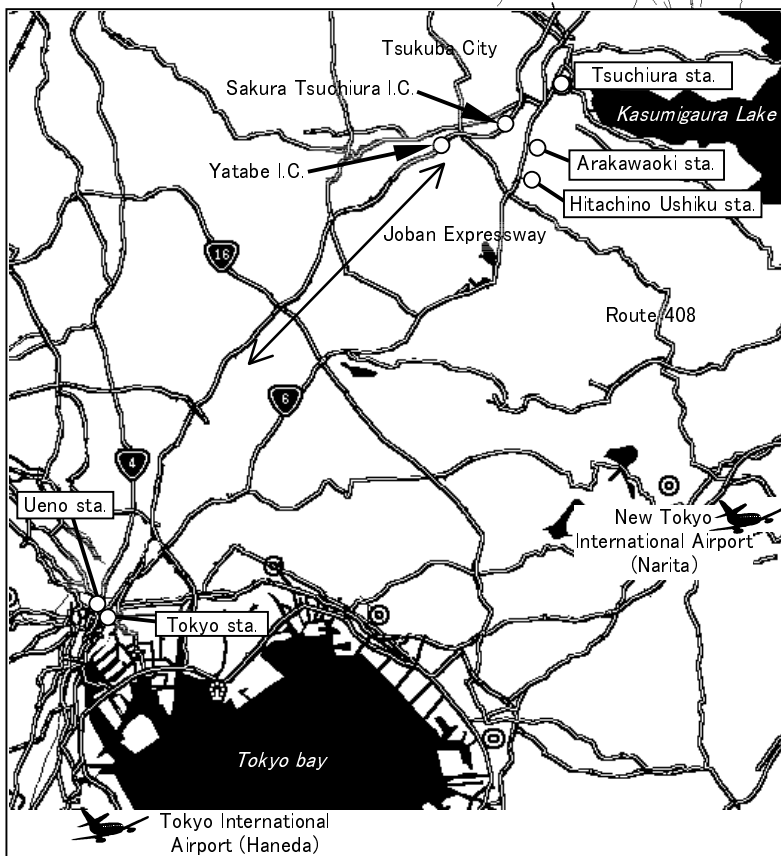 Tsukuba City
Tsuchiura sta.
Sakura Tsuchiura I.C.
Kasumigaura Lake
Yatabe I.C.
Arakawaoki sta.
Hitachino Ushiku sta.
Joban Expressway
16
Route 408
6
4
Ueno sta.
New Tokyo
International Airport
(Narita)
Tokyo sta.
Tokyo bay
Tokyo International
Airport (Haneda)